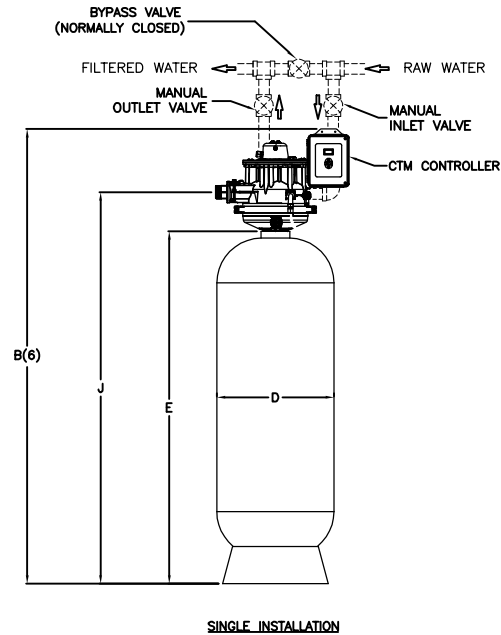 BYPASS VALVE
(NORMALLY CLOSED)
FILTERED WATER
RAW WATER
MANUAL
OUTLET VALVE
MANUAL
INLET VALVE
CTM CONTROLLER
B(6)
J
E
D
SINGLE INSTALLATION